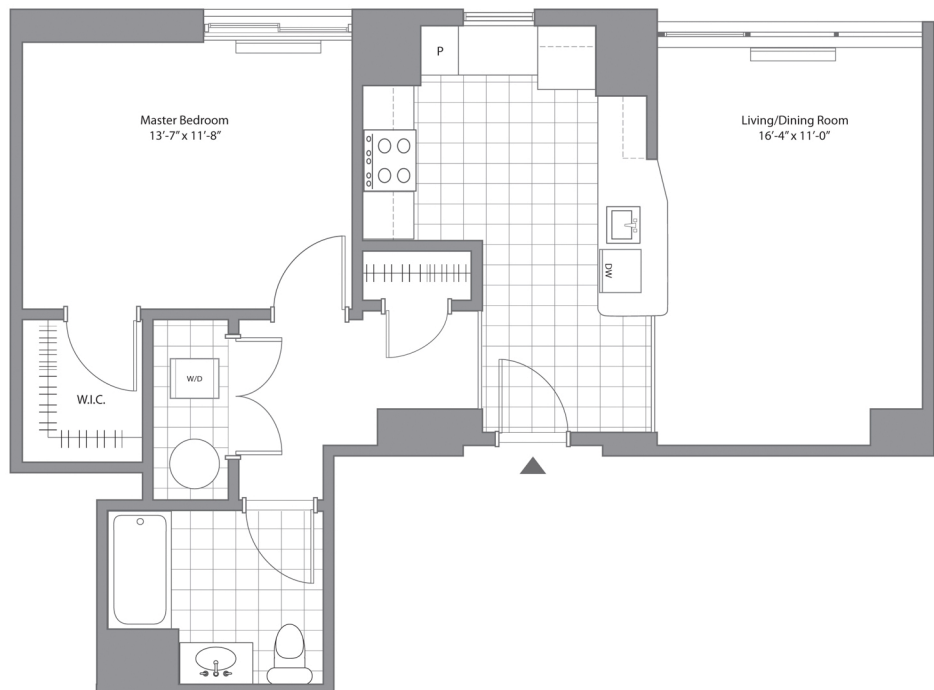 P
Master Bedroom
13’-7” x 11’-8”
Living/Dining Room
16’-4” x 11’-0”
DW
W/D
W.I.C.